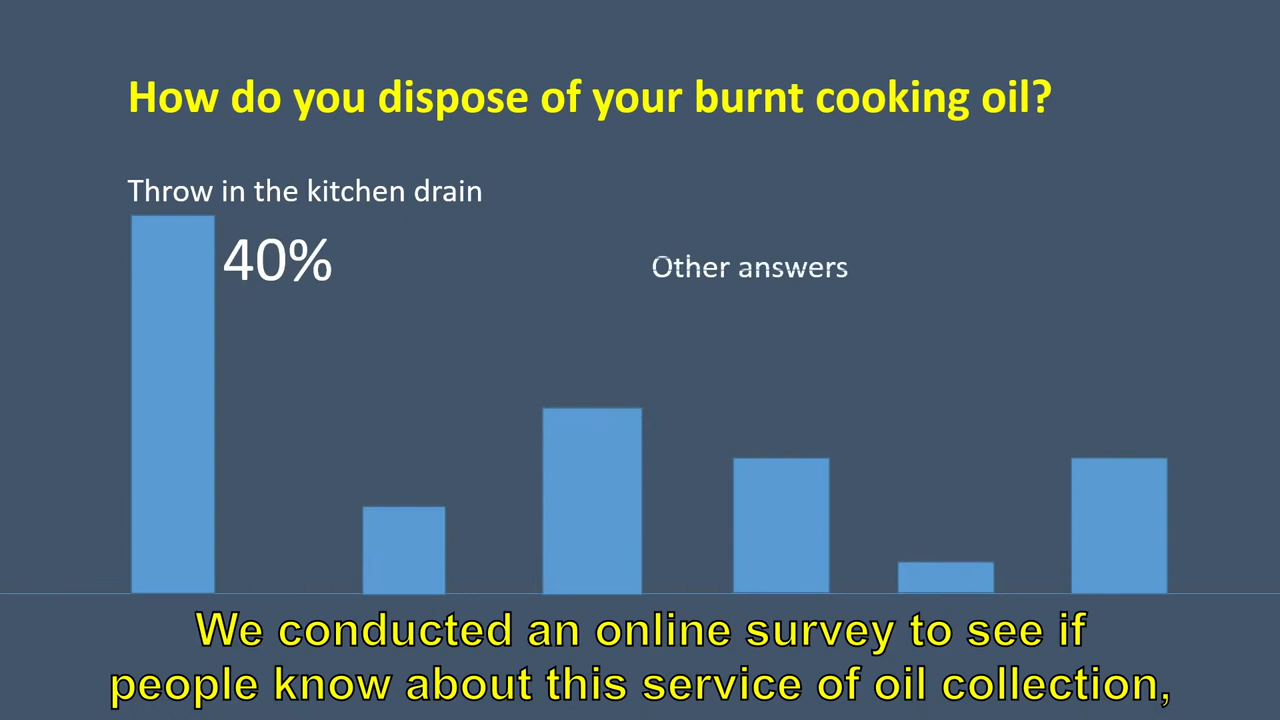 How do you dispose of your burnt cooking oil?
Throw in the kitchen drain
40%
Other answers
We conducted an online survey to see if
people know about this service of oil collection,